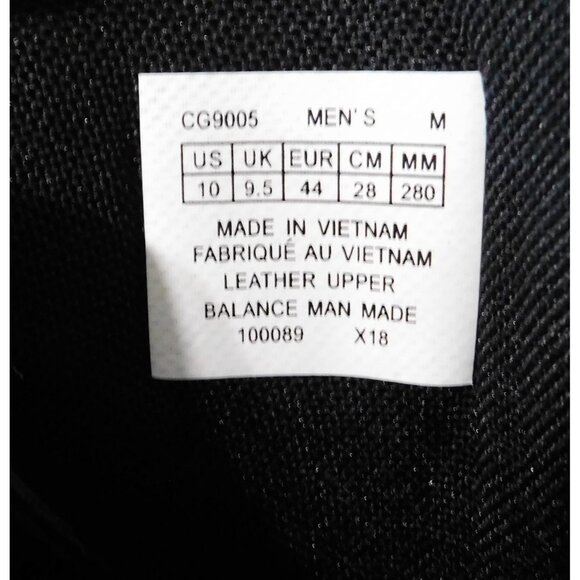 CG9005 MEN'S M
US UK EUR CM MM
10 9.5 44 28 280
MADE IN VIETNAM
FABRIQUÉ AU VIETNAM
LEATHER UPPER
BALANCE MAN MADE
100089 X18